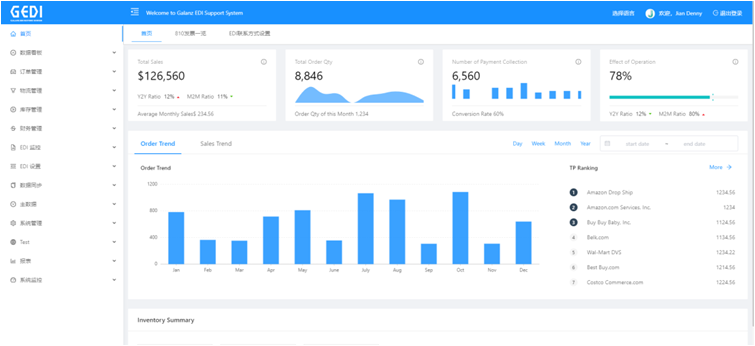 GEDI
Welcome to Galanz EDI Support System
选择语言
欢迎, Jian Denny
退出登录
首页
数据看板
订单管理
物流管理
库存管理
财务管理
EDI 监控
EDI 设置
数据同步
主数据
系统管理
Test
报表
系统监控
首页
810发票一览
EDI联系方式设置
Total Sales
$126,560
Y2Y Ratio 12%
M2M Ratio 11%
Average Monthly Sales$ 234.56
Total Order Qty
8,846
Order Qty of this Month 1,234
Number of Payment Collection
6,560
Conversion Rate 60%
Effect of Operation
78%
Y2Y Ratio 12%
M2M Ratio 80%
Order Trend
Sales Trend
Day
Week
Month
Year
start date
~
end date
Order Trend
1200
800
400
0
Jan
Feb
Mar
Apr
May
June
July
Aug
Sep
Oct
Nov
Dec
TP Ranking
More
1 Amazon Drop Ship 1234.56
2 Amazon.com Services, Inc. 1234
3 Buy Buy Baby, Inc. 1124.56
4 Belk.com 1134.56
5 Wal-Mart DVS 1254.22
6 Best Buy.com 1214.56
7 Costco Commerce.com 1224.56
Inventory Summary